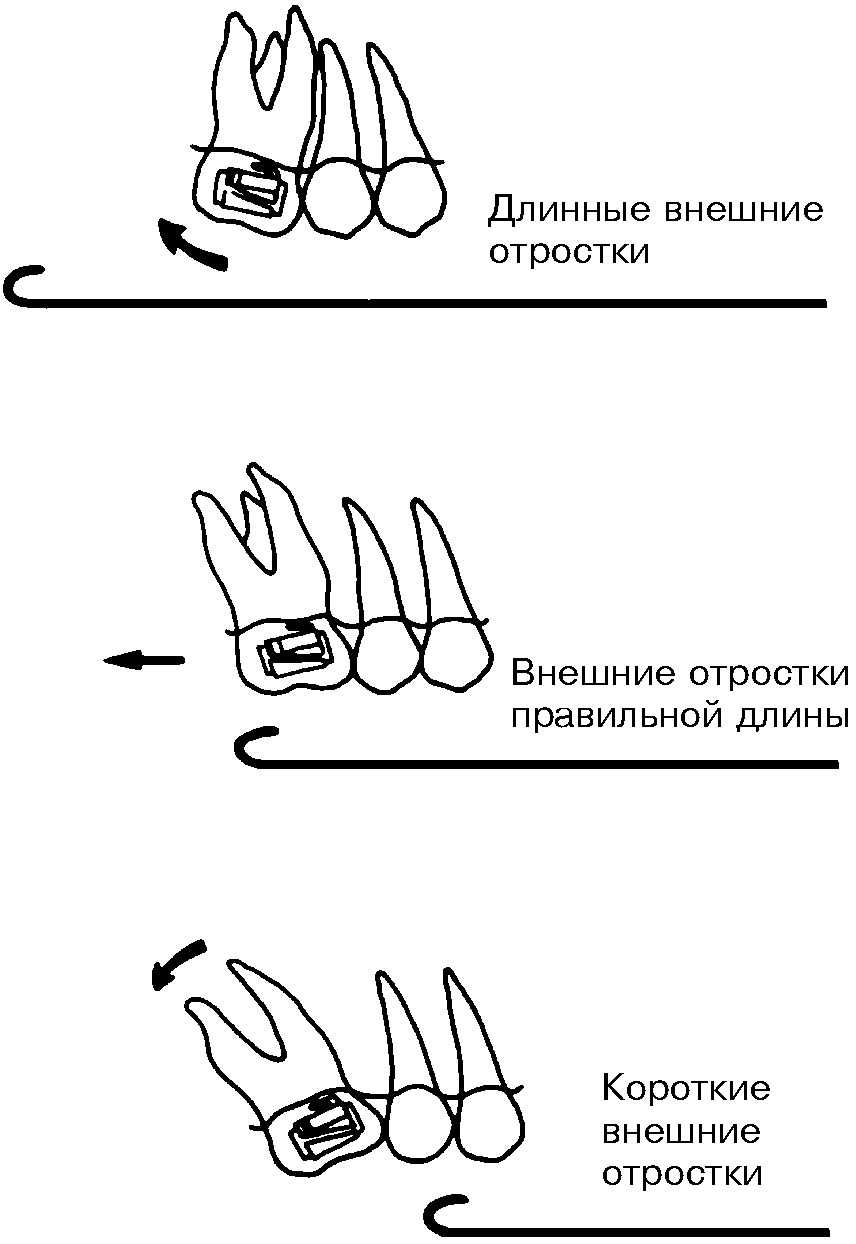 Длинные внешние
отростки
Внешние отростки
правильной длины
Короткие
внешние
отростки